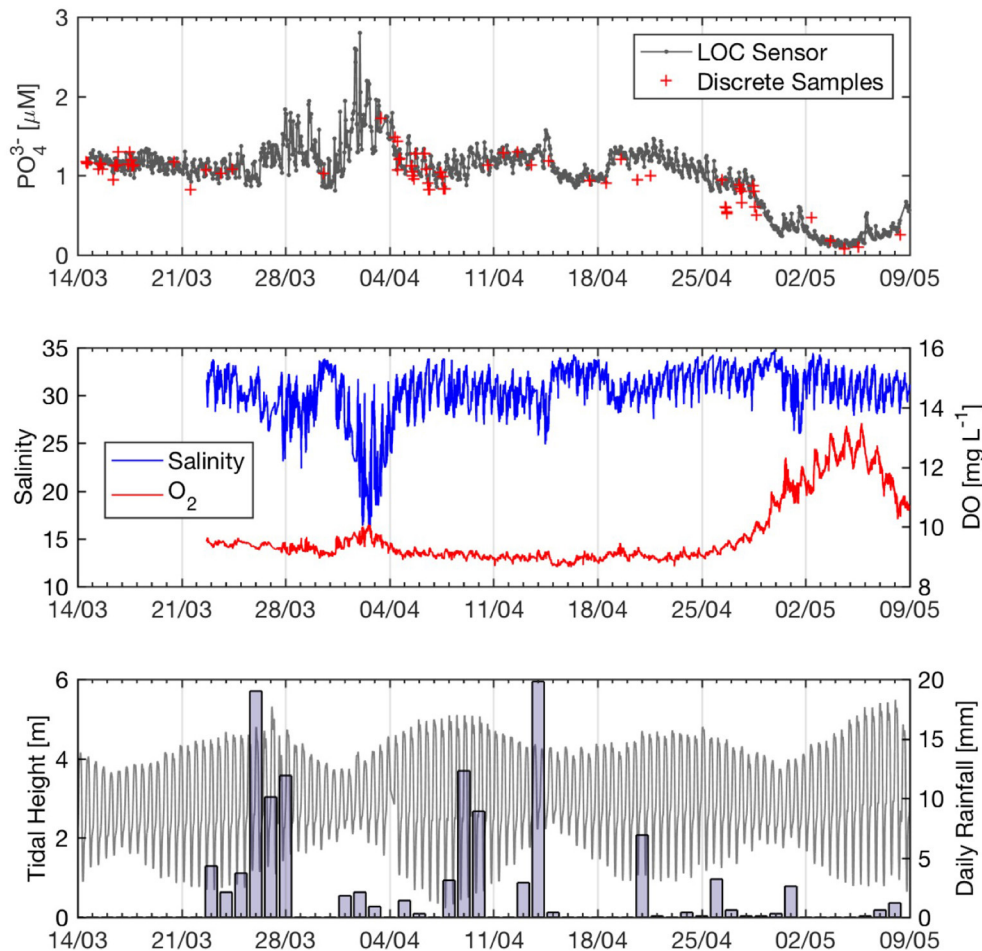 3
2
1
0
PO₄³⁻ [μM]
LOC Sensor
Discrete Samples
14/03 21/03 28/03 04/04 11/04 18/04 25/04 02/05 09/05
35
30
25
20
15
10
Salinity
Salinity
O₂
16
14
12
10
8
DO [mg L⁻¹]
14/03 21/03 28/03 04/04 11/04 18/04 25/04 02/05 09/05
6
4
2
0
Tidal Height [m]
20
15
10
5
0
Daily Rainfall [mm]
14/03 21/03 28/03 04/04 11/04 18/04 25/04 02/05 09/05